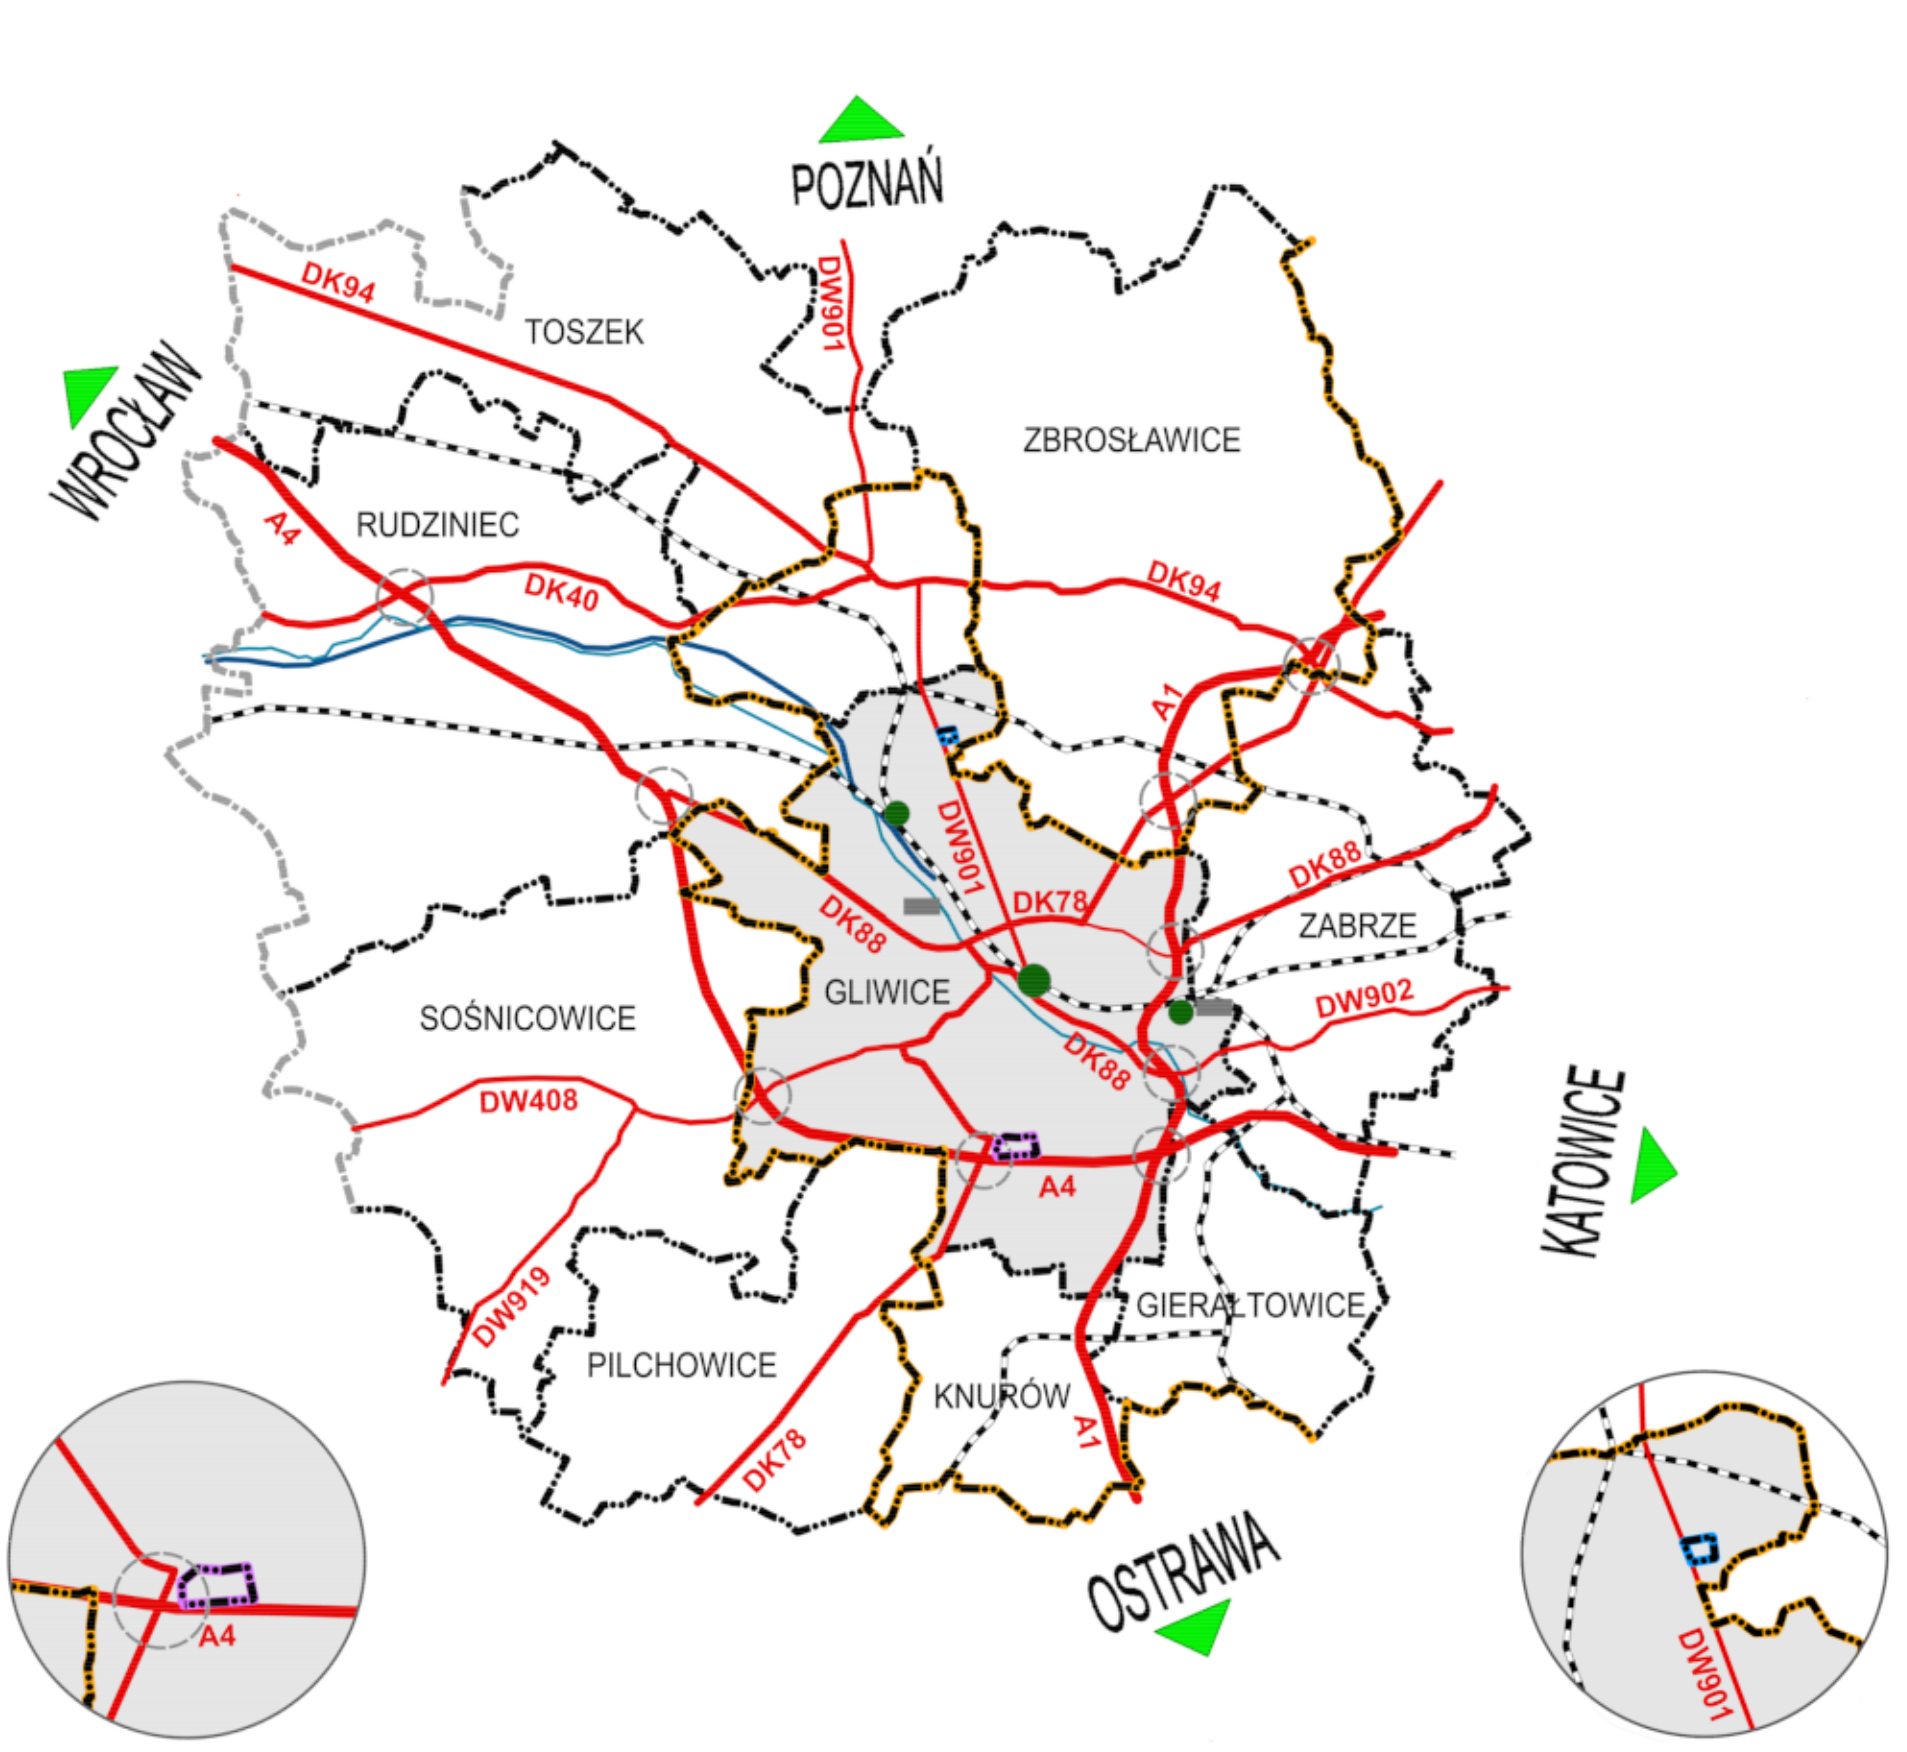 POZNAŃ
DK94
DW901
TOSZEK
WROCŁAW
ZBROSŁAWICE
A4
RUDZINIEC
DK40
DK94
A1
DW901
DK88
DK78
DK88
ZABRZE
GLIWICE
SOŚNICOWICE
DW902
DK88
DW408
KATOWICE
A4
DW919
GIERAŁTOWICE
PILCHOWICE
KNURÓW
A1
DK78
OSTRAWA
A4
DW901